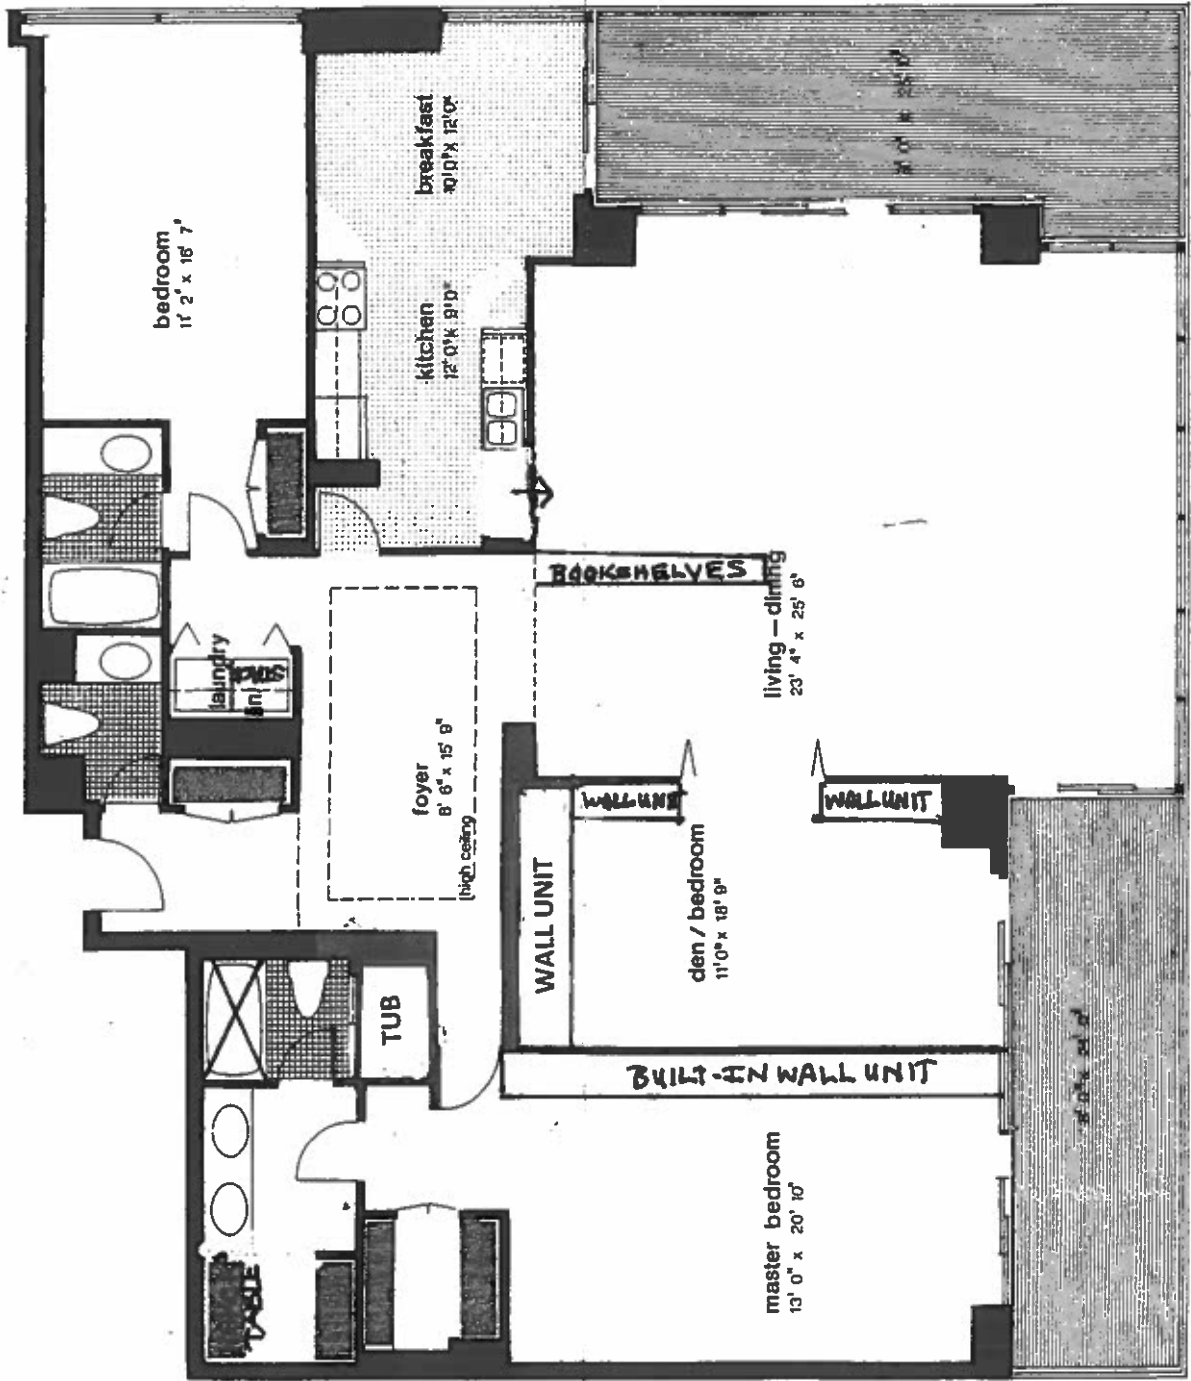 breakfast
10'0" X 12'0"
bedroom
11' 2" x 16' 7"
kitchen
12'0" X 9'0"
BOOKSHELVES
laundry
living – dining
23' 4" x 25' 6"
foyer
8' 6" x 15' 9"
high ceiling
WALL UNIT
WALL UNIT
den / bedroom
11'0" x 18' 9"
WALL UNIT
TUB
BUILT-IN WALL UNIT
master bedroom
13' 0" x 20' 10"
TABLE